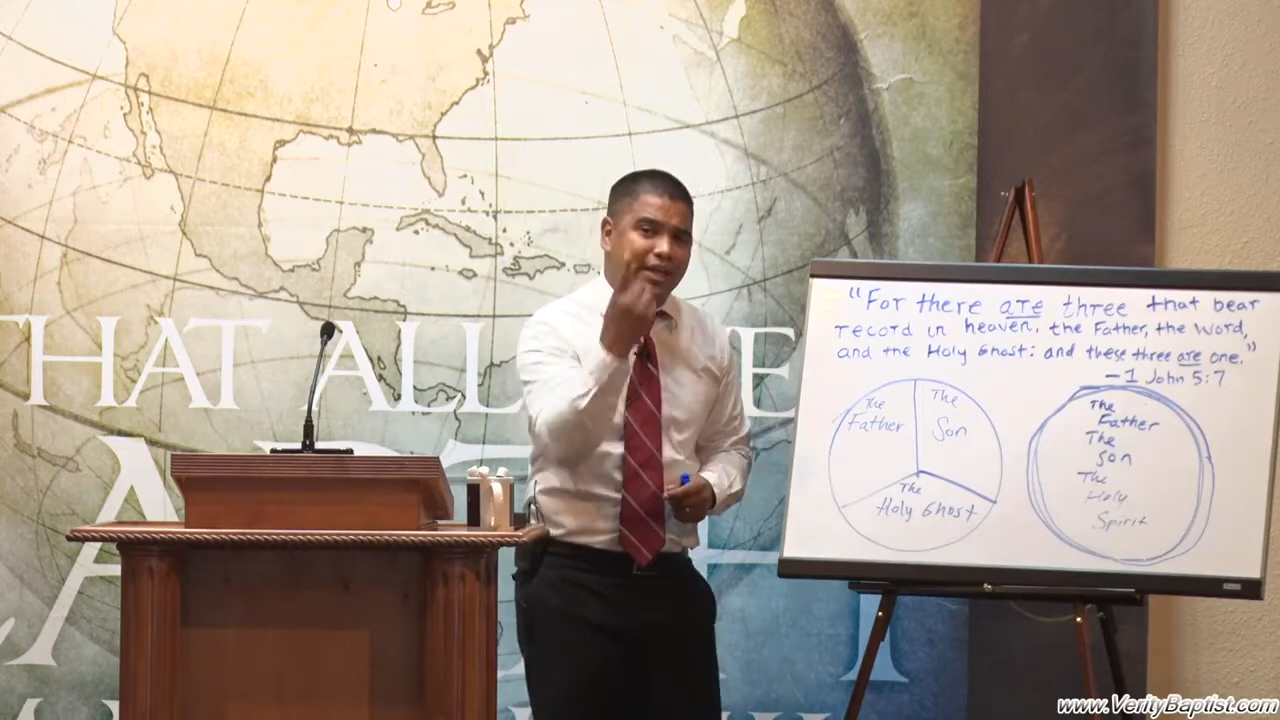 THAT ALL THE
"For there are three that bear
record in heaven, the Father, the Word,
and the Holy Ghost: and these three are one."
-1 John 5:7
The
Father
The
Son
The
Holy Ghost
The
Father
The
Son
The
Holy
Spirit
www.VerityBaptist.com